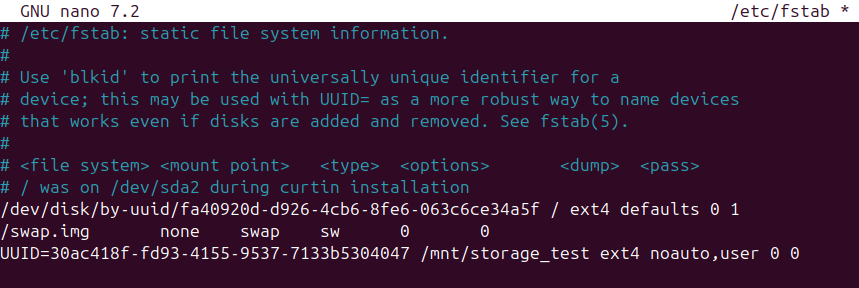 GNU nano 7.2 /etc/fstab *
# /etc/fstab: static file system information.
#
# Use 'blkid' to print the universally unique identifier for a
# device; this may be used with UUID= as a more robust way to name devices
# that works even if disks are added and removed. See fstab(5).
#
# <file system> <mount point>   <type>  <options>       <dump>  <pass>
# / was on /dev/sda2 during curtin installation
/dev/disk/by-uuid/fa40920d-d926-4cb6-8fe6-063c6ce34a5f / ext4 defaults 0 1
/swap.img       none    swap    sw      0       0
UUID=30ac418f-fd93-4155-9537-7133b5304047 /mnt/storage_test ext4 noauto,user 0 0